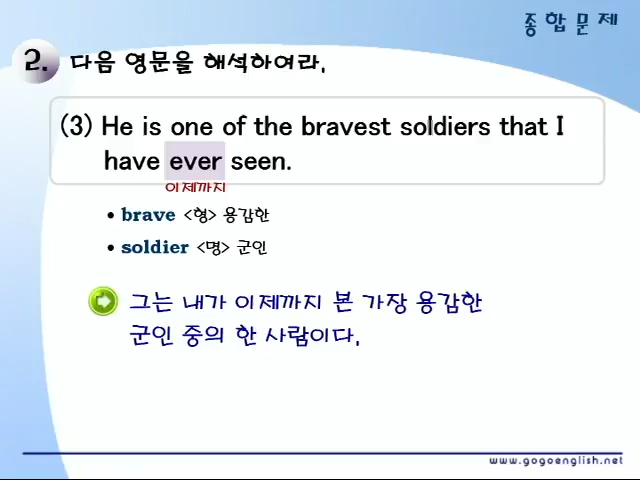 종합문제
2. 다음 영문을 해석하여라.
(3) He is one of the bravest soldiers that I
have ever seen.
이제까지
• brave <형> 용감한
• soldier <명> 군인
그는 내가 이제까지 본 가장 용감한
군인 중의 한 사람이다.
www.gogoenglish.net